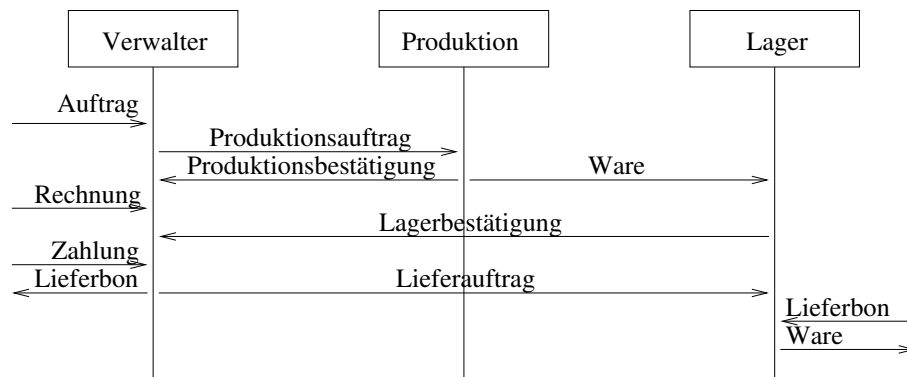 Verwalter
Produktion
Lager
Auftrag
Produktionsauftrag
Produktionsbestätigung
Ware
Rechnung
Lagerbestätigung
Zahlung
Lieferbon
Lieferauftrag
Lieferbon
Ware